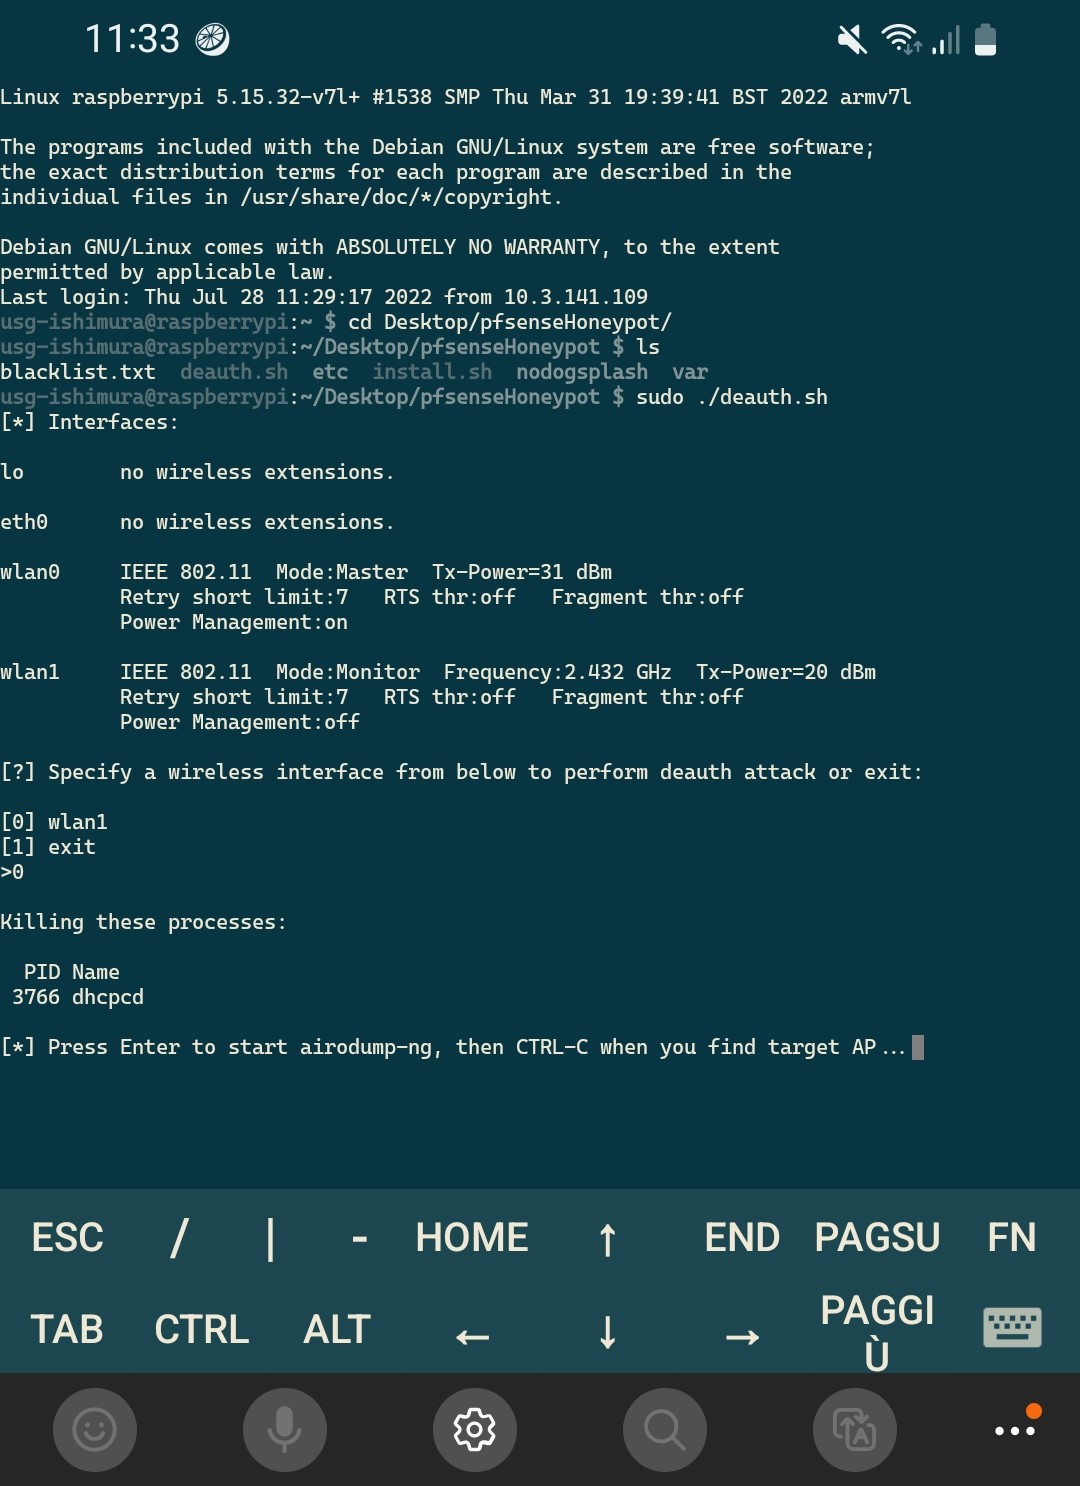 11:33
Linux raspberrypi 5.15.32-v7l+ #1538 SMP Thu Mar 31 19:39:41 BST 2022 armv7l
The programs included with the Debian GNU/Linux system are free software;
the exact distribution terms for each program are described in the
individual files in /usr/share/doc/*/copyright.
Debian GNU/Linux comes with ABSOLUTELY NO WARRANTY, to the extent
permitted by applicable law.
Last login: Thu Jul 28 11:29:17 2022 from 10.3.141.109
usg-ishimura@raspberrypi:~ $ cd Desktop/pfsenseHoneypot/
usg-ishimura@raspberrypi:~/Desktop/pfsenseHoneypot $ ls
blacklist.txt  deauth.sh  etc  install.sh  nodogsplash  var
usg-ishimura@raspberrypi:~/Desktop/pfsenseHoneypot $ sudo ./deauth.sh
[*] Interfaces:
lo        no wireless extensions.
eth0      no wireless extensions.
wlan0     IEEE 802.11  Mode:Master  Tx-Power=31 dBm
          Retry short limit:7   RTS thr:off   Fragment thr:off
          Power Management:on
wlan1     IEEE 802.11  Mode:Monitor  Frequency:2.432 GHz  Tx-Power=20 dBm
          Retry short limit:7   RTS thr:off   Fragment thr:off
          Power Management:off
[?] Specify a wireless interface from below to perform deauth attack or exit:
[0] wlan1
[1] exit
>0
Killing these processes:
  PID Name
 3766 dhcpcd
[*] Press Enter to start airodump-ng, then CTRL-C when you find target AP...
ESC / | - HOME ↑ END PAGSU FN
TAB CTRL ALT ← ↓ → PAGGI
Ù
A